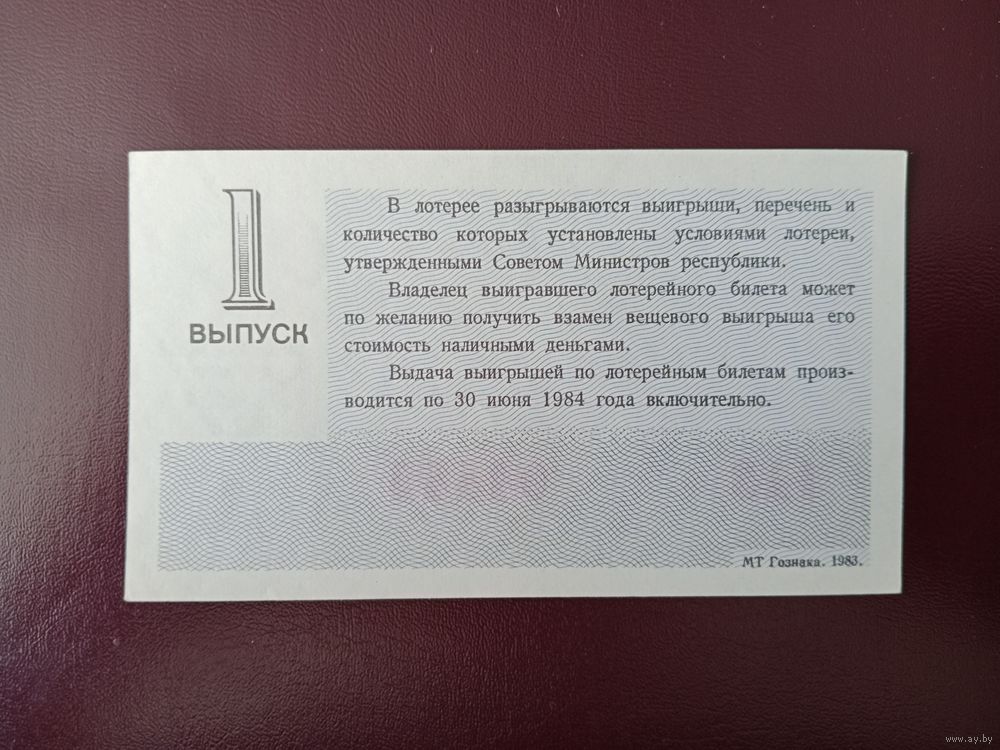 1
ВЫПУСК
В лотерее разыгрываются выигрыши, перечень и
количество которых установлены условиями лотереи,
утвержденными Советом Министров республики.
Владелец выигравшего лотерейного билета может
по желанию получить взамен вещевого выигрыша его
стоимость наличными деньгами.
Выдача выигрышей по лотерейным билетам произ-
водится по 30 июня 1984 года включительно.
МТ Гознака. 1983.
www.ay.by